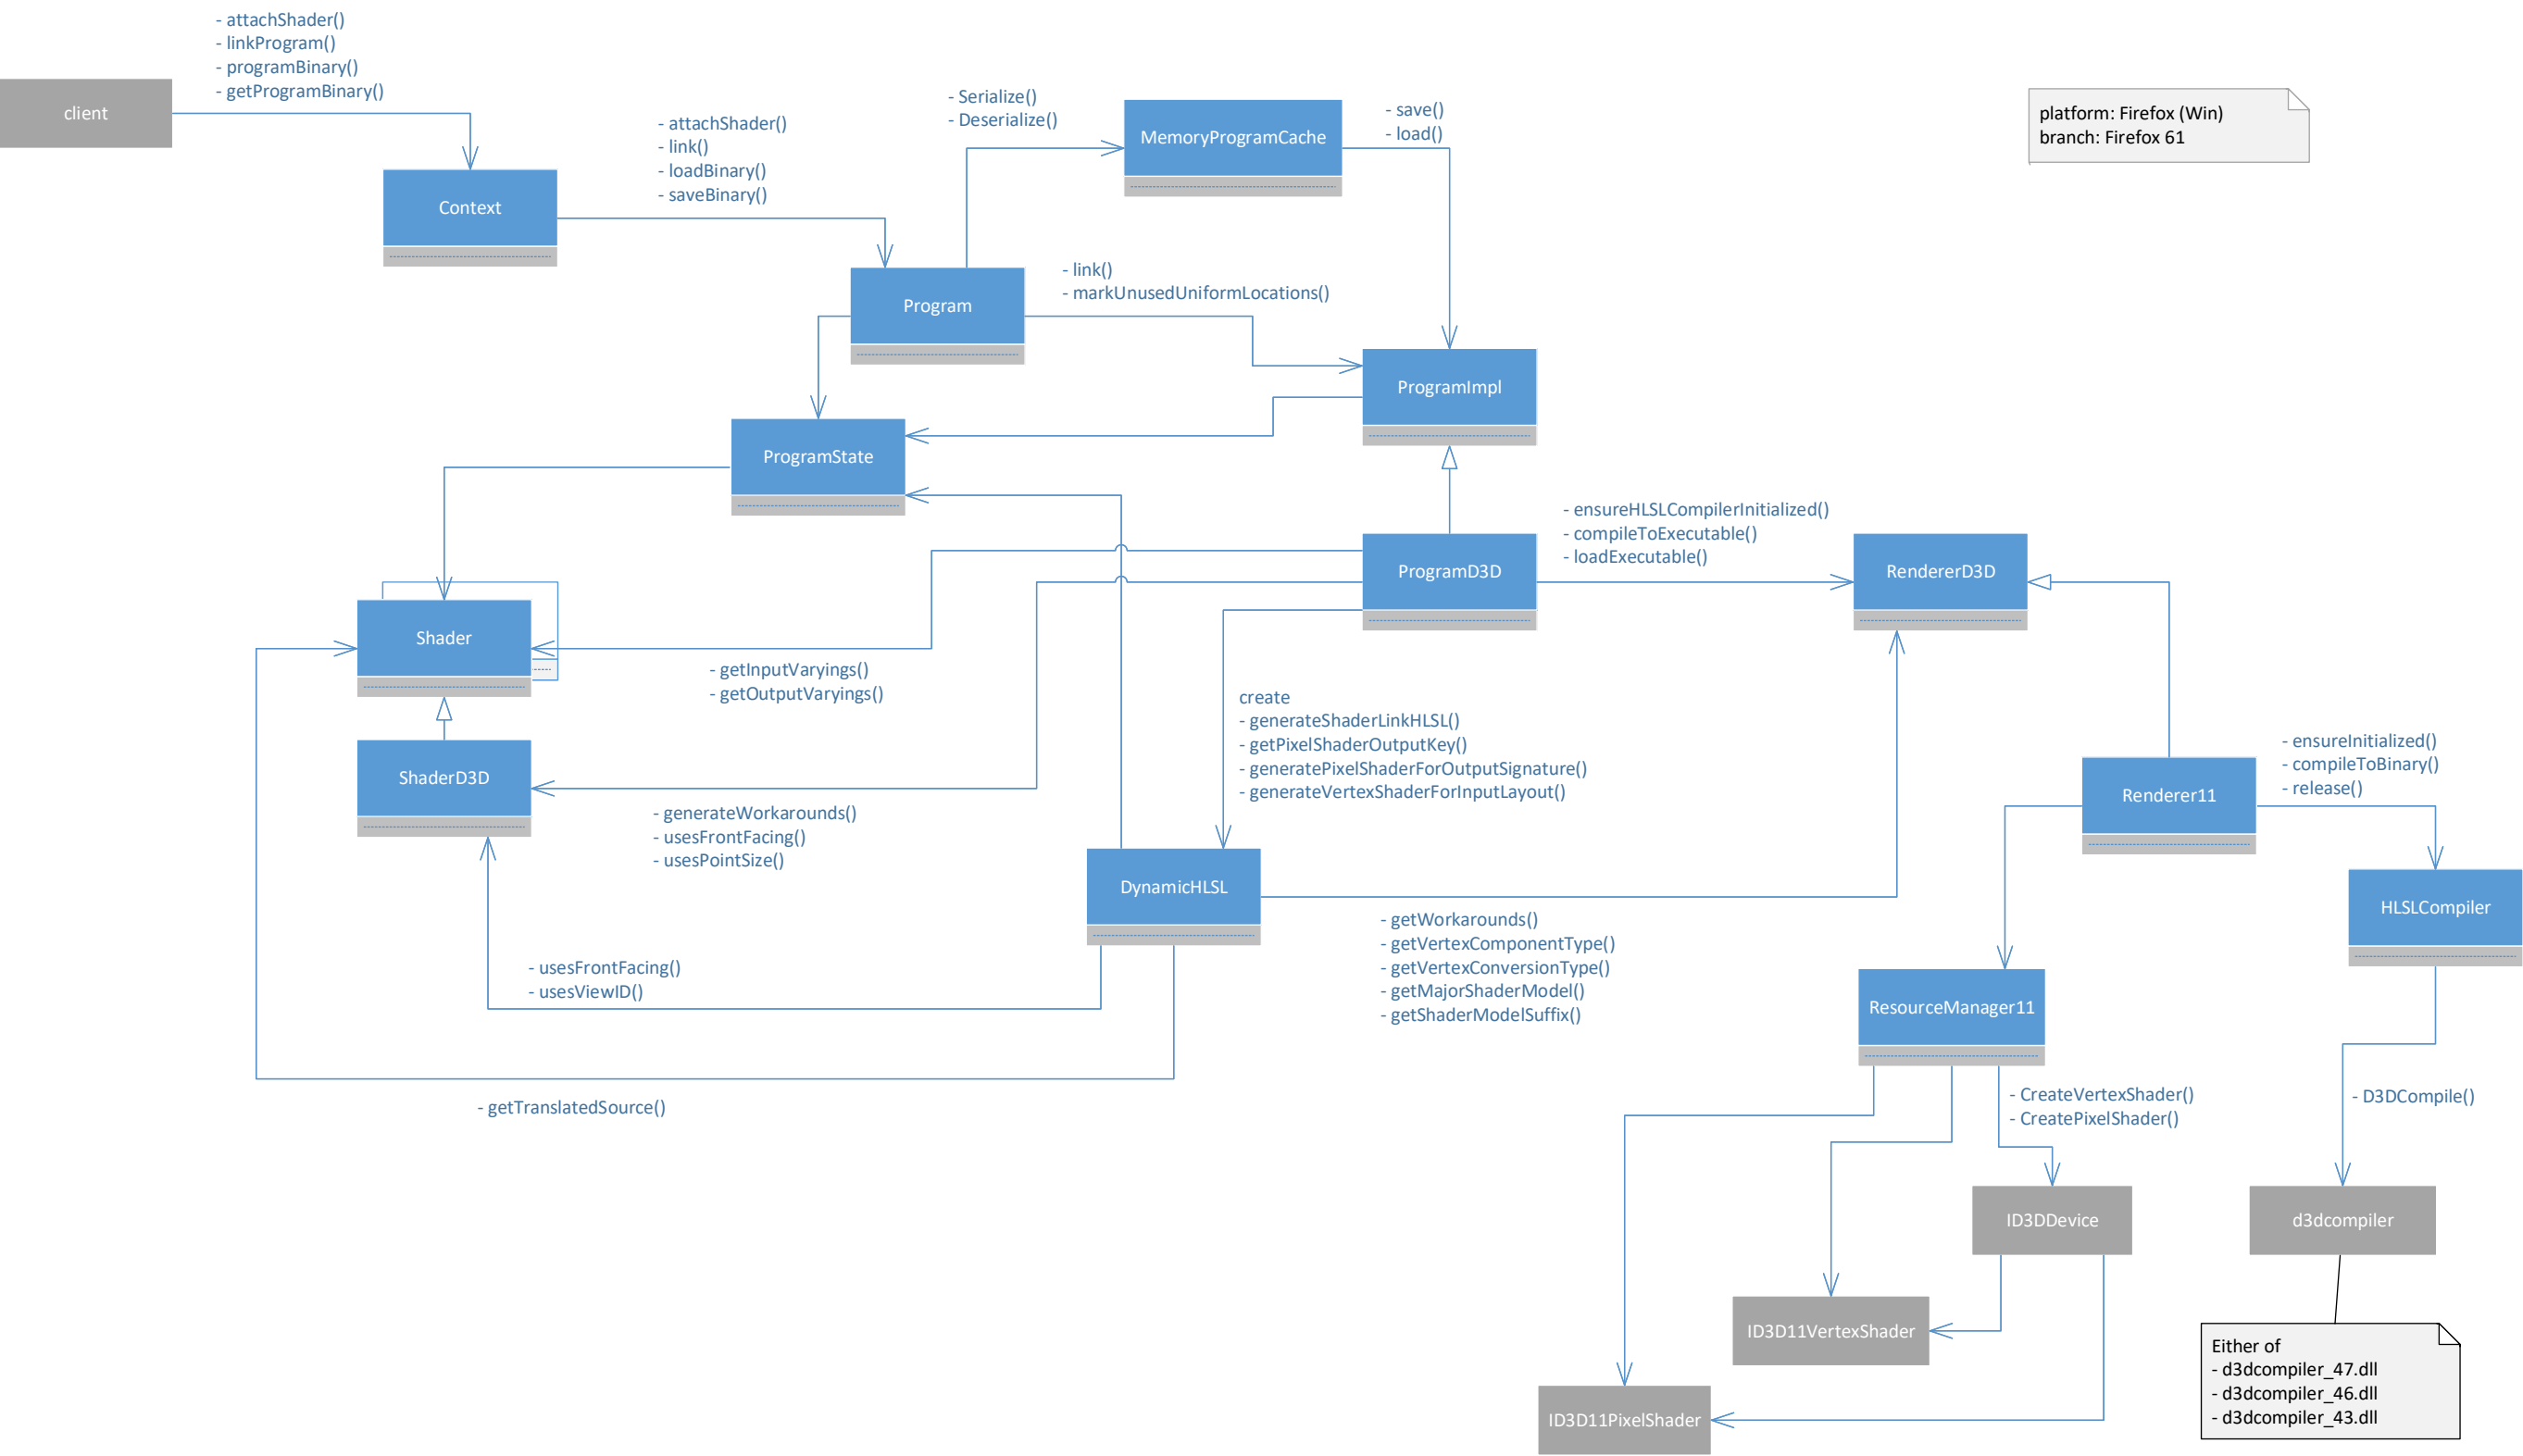 - attachShader()
- linkProgram()
- programBinary()
- getProgramBinary()
client
Context
- attachShader()
- link()
- loadBinary()
- saveBinary()
- Serialize()
- Deserialize()
MemoryProgramCache
- save()
- load()
platform: Firefox (Win)
branch: Firefox 61
Program
- link()
- markUnusedUniformLocations()
ProgramImpl
ProgramState
ProgramD3D
- ensureHLSLCompilerInitialized()
- compileToExecutable()
- loadExecutable()
RendererD3D
Shader
- getInputVaryings()
- getOutputVaryings()
create
- generateShaderLinkHLSL()
- getPixelShaderOutputKey()
- generatePixelShaderForOutputSignature()
- generateVertexShaderForInputLayout()
ShaderD3D
- generateWorkarounds()
- usesFrontFacing()
- usesPointSize()
Renderer11
- ensureInitialized()
- compileToBinary()
- release()
DynamicHLSL
HLSLCompiler
- getWorkarounds()
- getVertexComponentType()
- getVertexConversionType()
- getMajorShaderModel()
- getShaderModelSuffix()
- usesFrontFacing()
- usesViewID()
ResourceManager11
- getTranslatedSource()
- CreateVertexShader()
- CreatePixelShader()
- D3DCompile()
ID3DDevice
d3dcompiler
ID3D11VertexShader
ID3D11PixelShader
Either of
- d3dcompiler_47.dll
- d3dcompiler_46.dll
- d3dcompiler_43.dll